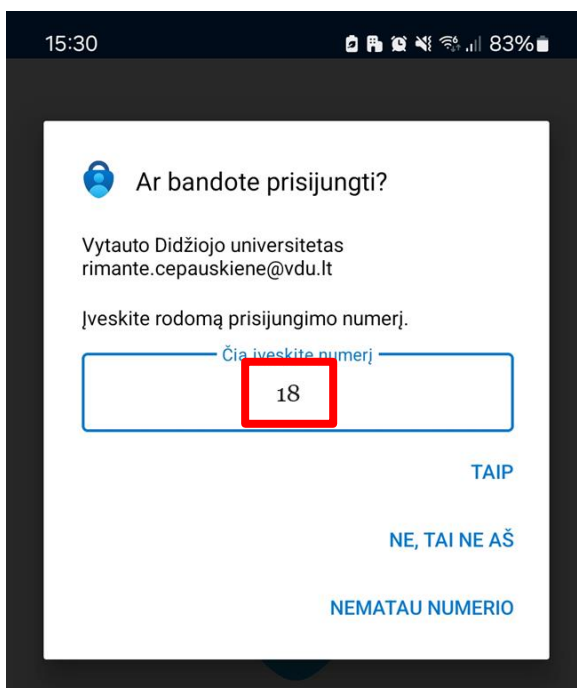 15:30 83%
Ar bandote prisijungti?
Vytauto Didžiojo universitetas
rimante.cepauskiene@vdu.lt
Įveskite rodomą prisijungimo numerį.
Čia įveskite numerį
18
TAIP
NE, TAI NE AŠ
NEMATAU NUMERIO